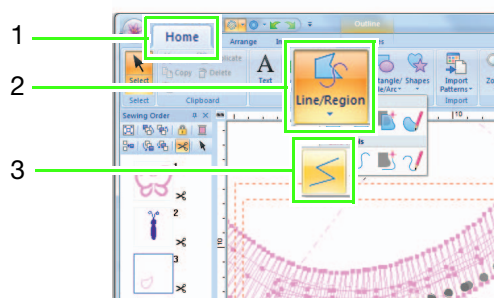 1
Home
Outline
Arrange
Select
Copy
Delete
Text
2
Line/Region
Shapes
Import
Patterns
Select
Clipboard
Import
Sewing Order
10
3
2
3
10